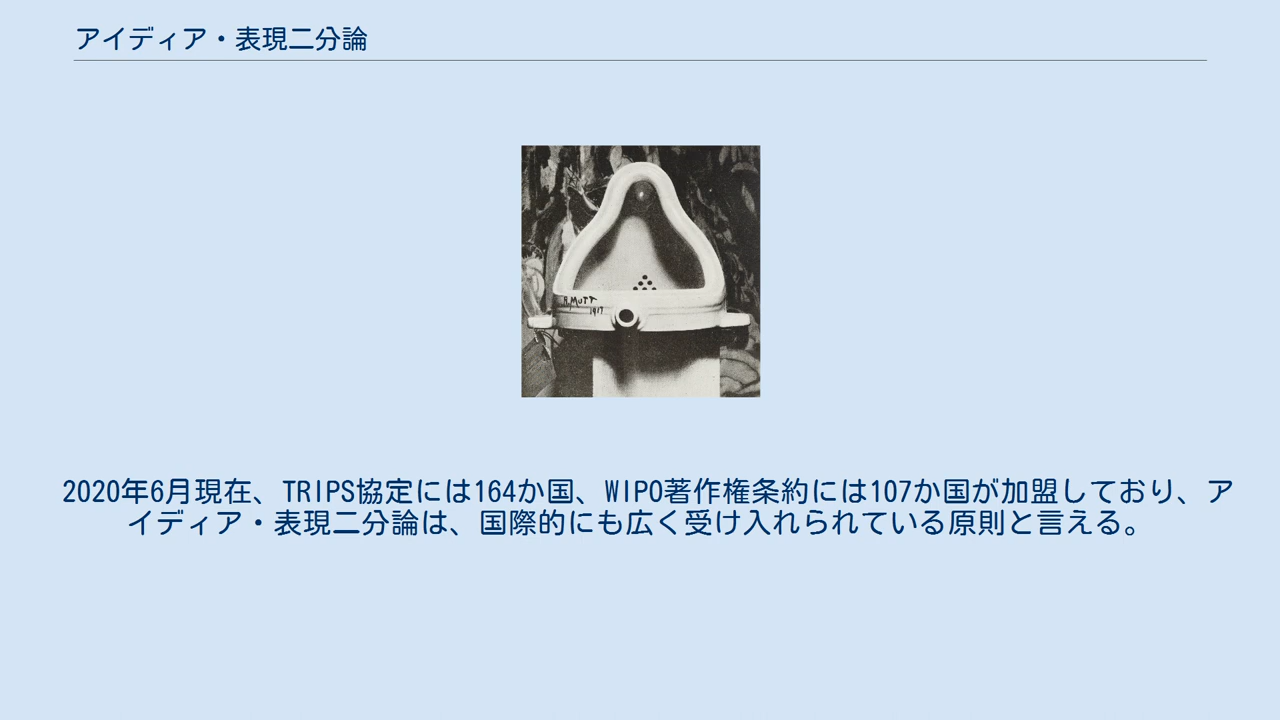 アイディア・表現二分論
R.MUTT
1917
2020年6月現在、TRIPS協定には164か国、WIPO著作権条約には107か国が加盟しており、ア
イディア・表現二分論は、国際的にも広く受け入れられている原則と言える。